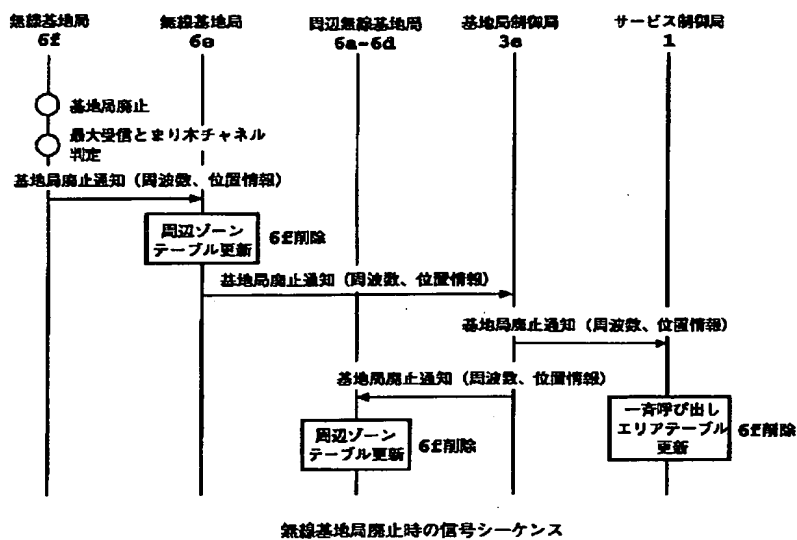 無線基地局
6f
無線基地局
6e
周辺無線基地局
6a-6d
基地局制御局
3e
サービス制御局
1
基地局廃止
最大受信とまり木チャネル
判定
基地局廃止通知（周波数、位置情報）
周辺ゾーン
テーブル更新
6f削除
基地局廃止通知（周波数、位置情報）
基地局廃止通知（周波数、位置情報）
基地局廃止通知（周波数、位置情報）
周辺ゾーン
テーブル更新
6f削除
一斉呼び出し
エリアテーブル
更新
6f削除
無線基地局廃止時の信号シーケンス